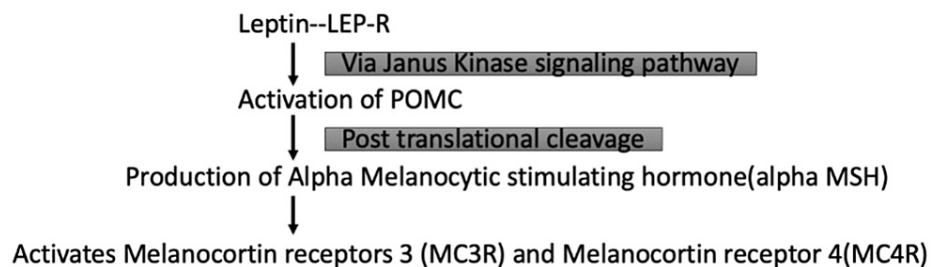 Leptin--LEP-R
Via Janus Kinase signaling pathway
Activation of POMC
Post translational cleavage
Production of Alpha Melanocytic stimulating hormone(alpha MSH)
Activates Melanocortin receptors 3 (MC3R) and Melanocortin receptor 4(MC4R)